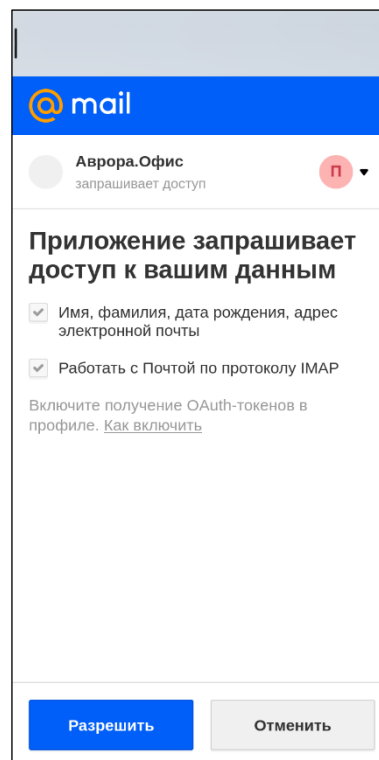 @ mail
Аврора.Офис
запрашивает доступ
П
Приложение запрашивает
доступ к вашим данным
Имя, фамилия, дата рождения, адрес
электронной почты
Работать с Почтой по протоколу IMAP
Включите получение OAuth-токенов в
профиле. Как включить
Разрешить
Отменить